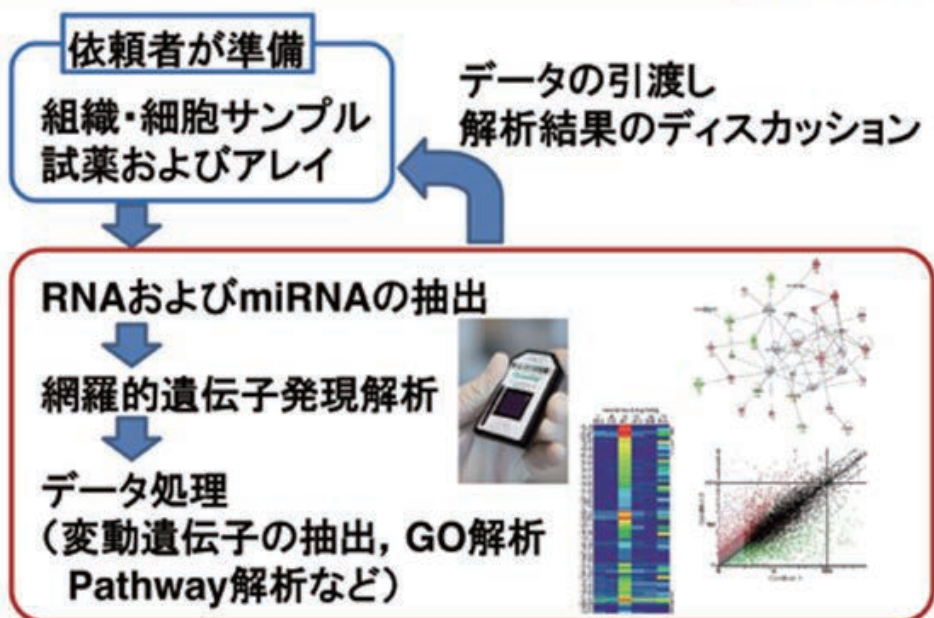 依頼者が準備
組織・細胞サンプル
試薬およびアレイ
データの引渡し
解析結果のディスカッション
RNAおよびmiRNAの抽出
網羅的遺伝子発現解析
データ処理
（変動遺伝子の抽出, GO解析
Pathway解析など）